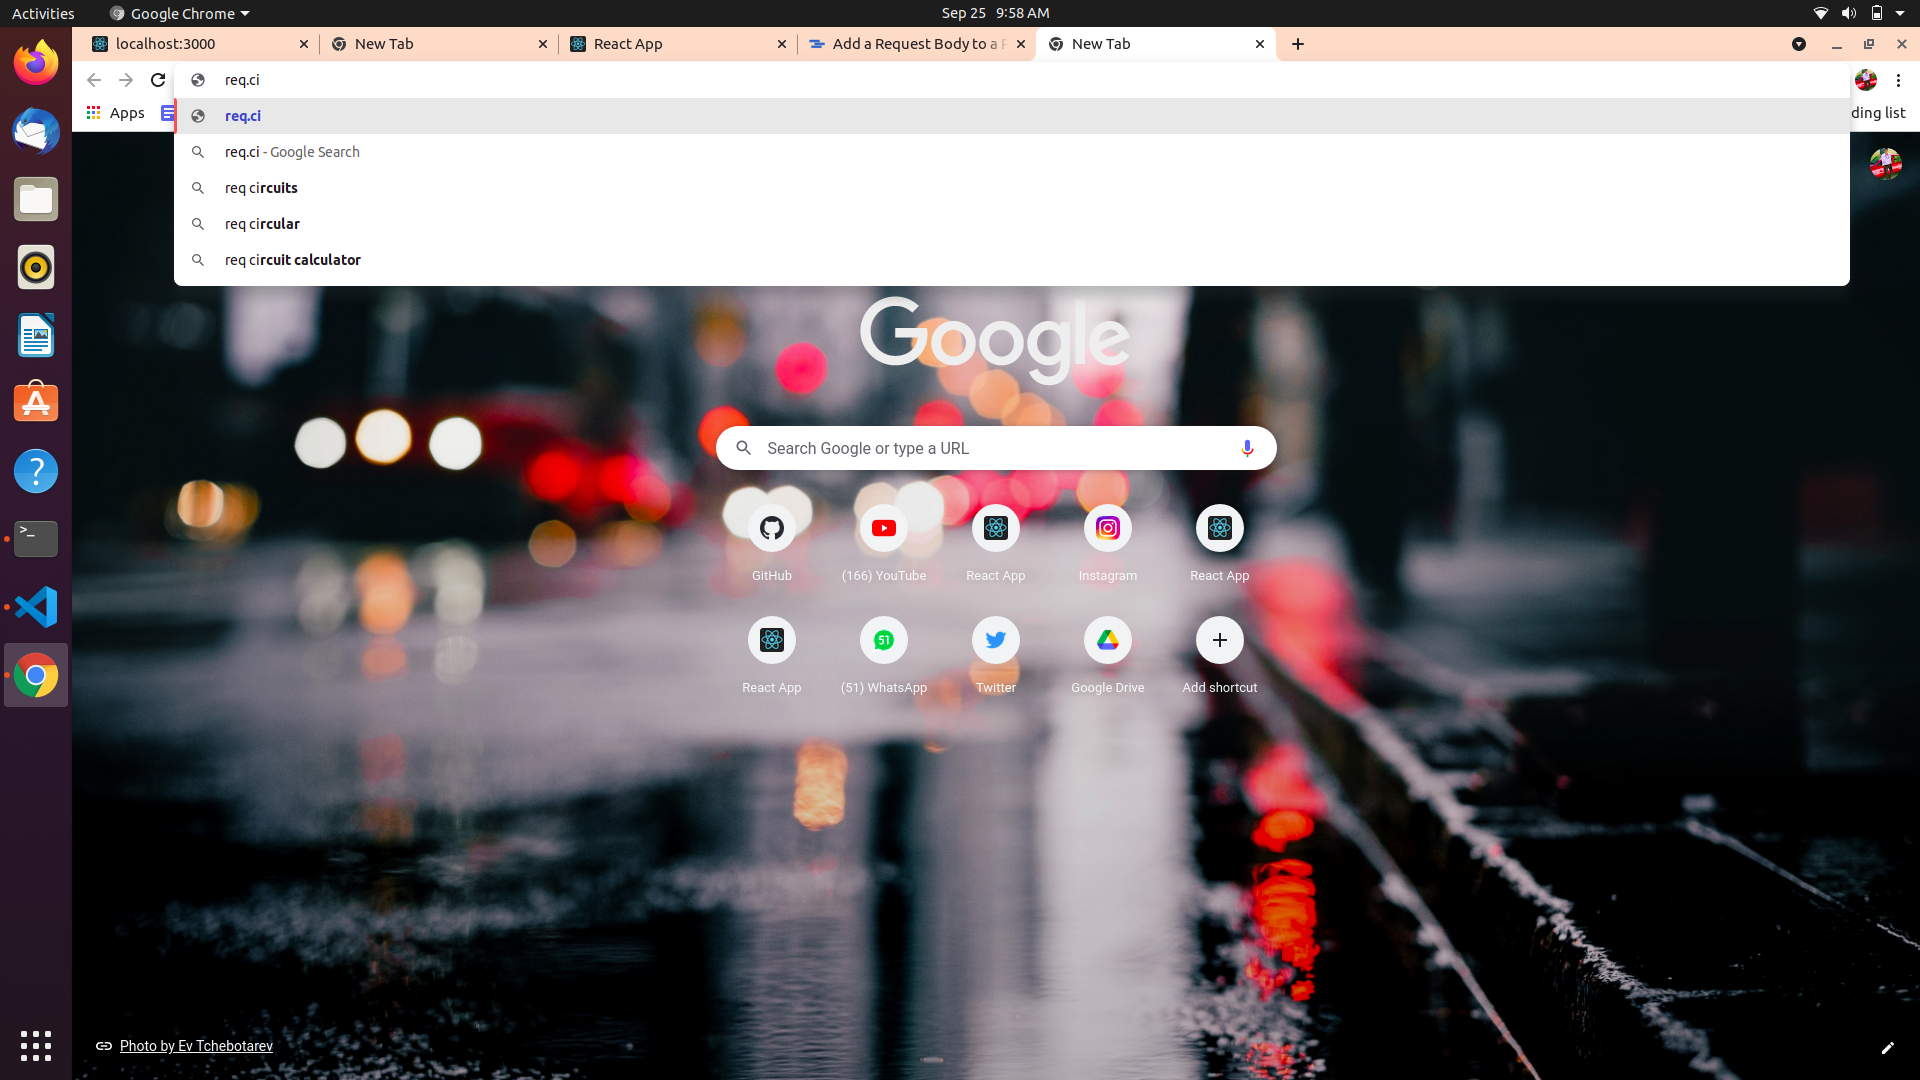 Activities
Google Chrome
Sep 25 9:58 AM
localhost:3000
New Tab
React App
Add a Request Body to a
New Tab
req.ci
Apps
ding list
req.ci
req.ci - Google Search
req circuits
req circular
req circuit calculator
Google
Search Google or type a URL
GitHub
(166) YouTube
React App
Instagram
React App
51
React App
(51) WhatsApp
Twitter
Google Drive
Add shortcut
Photo by Ev Tchebotarev